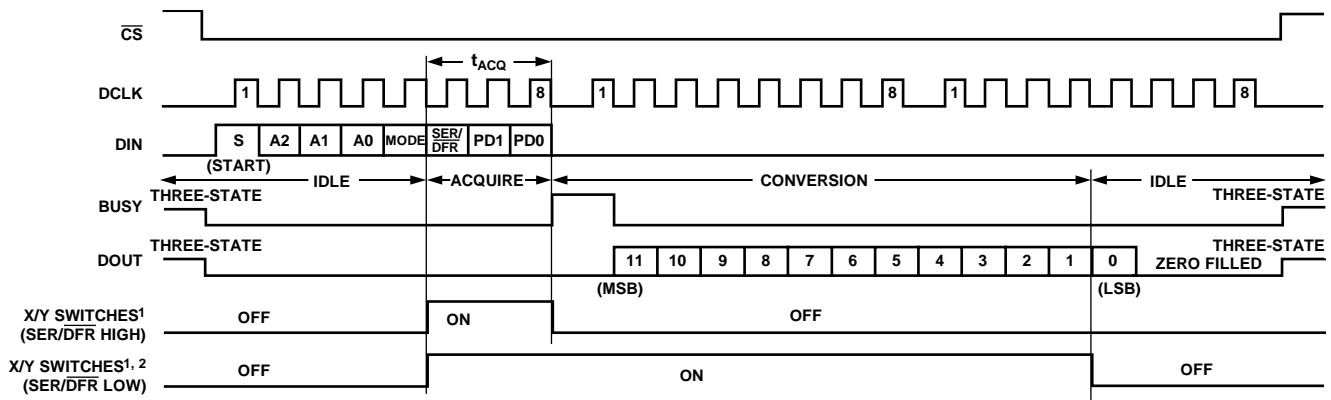 CS
tACQ
DCLK 1 8 1 8 1 8
DIN S A2 A1 A0 MODE SER/DFR PD1 PD0
(START)
IDLE ACQUIRE CONVERSION IDLE
THREE-STATE THREE-STATE
BUSY
THREE-STATE THREE-STATE
DOUT 11 10 9 8 7 6 5 4 3 2 1 0 ZERO FILLED
(MSB) (LSB)
X/Y SWITCHES1 OFF ON OFF
(SER/DFR HIGH)
X/Y SWITCHES1, 2 OFF ON OFF
(SER/DFR LOW)